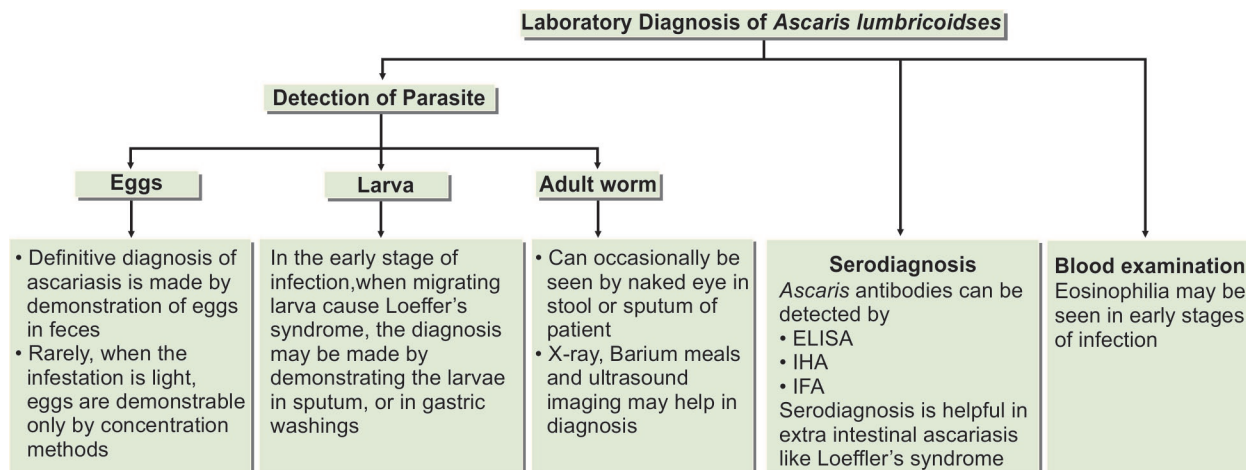 Laboratory Diagnosis of Ascaris lumbricoidses
Detection of Parasite
Eggs
Larva
Adult worm
• Definitive diagnosis of
ascariasis is made by
demonstration of eggs
in feces
• Rarely, when the
infestation is light,
eggs are demonstrable
only by concentration
methods
In the early stage of
infection,when migrating
larva cause Loeffer's
syndrome, the diagnosis
may be made by
demonstrating the larvae
in sputum, or in gastric
washings
• Can occasionally be
seen by naked eye in
stool or sputum of
patient
• X-ray, Barium meals
and ultrasound
imaging may help in
diagnosis
Serodiagnosis
Ascaris antibodies can be
detected by
• ELISA
• IHA
• IFA
Serodiagnosis is helpful in
extra intestinal ascariasis
like Loeffler's syndrome
Blood examination
Eosinophilia may be
seen in early stages
of infection